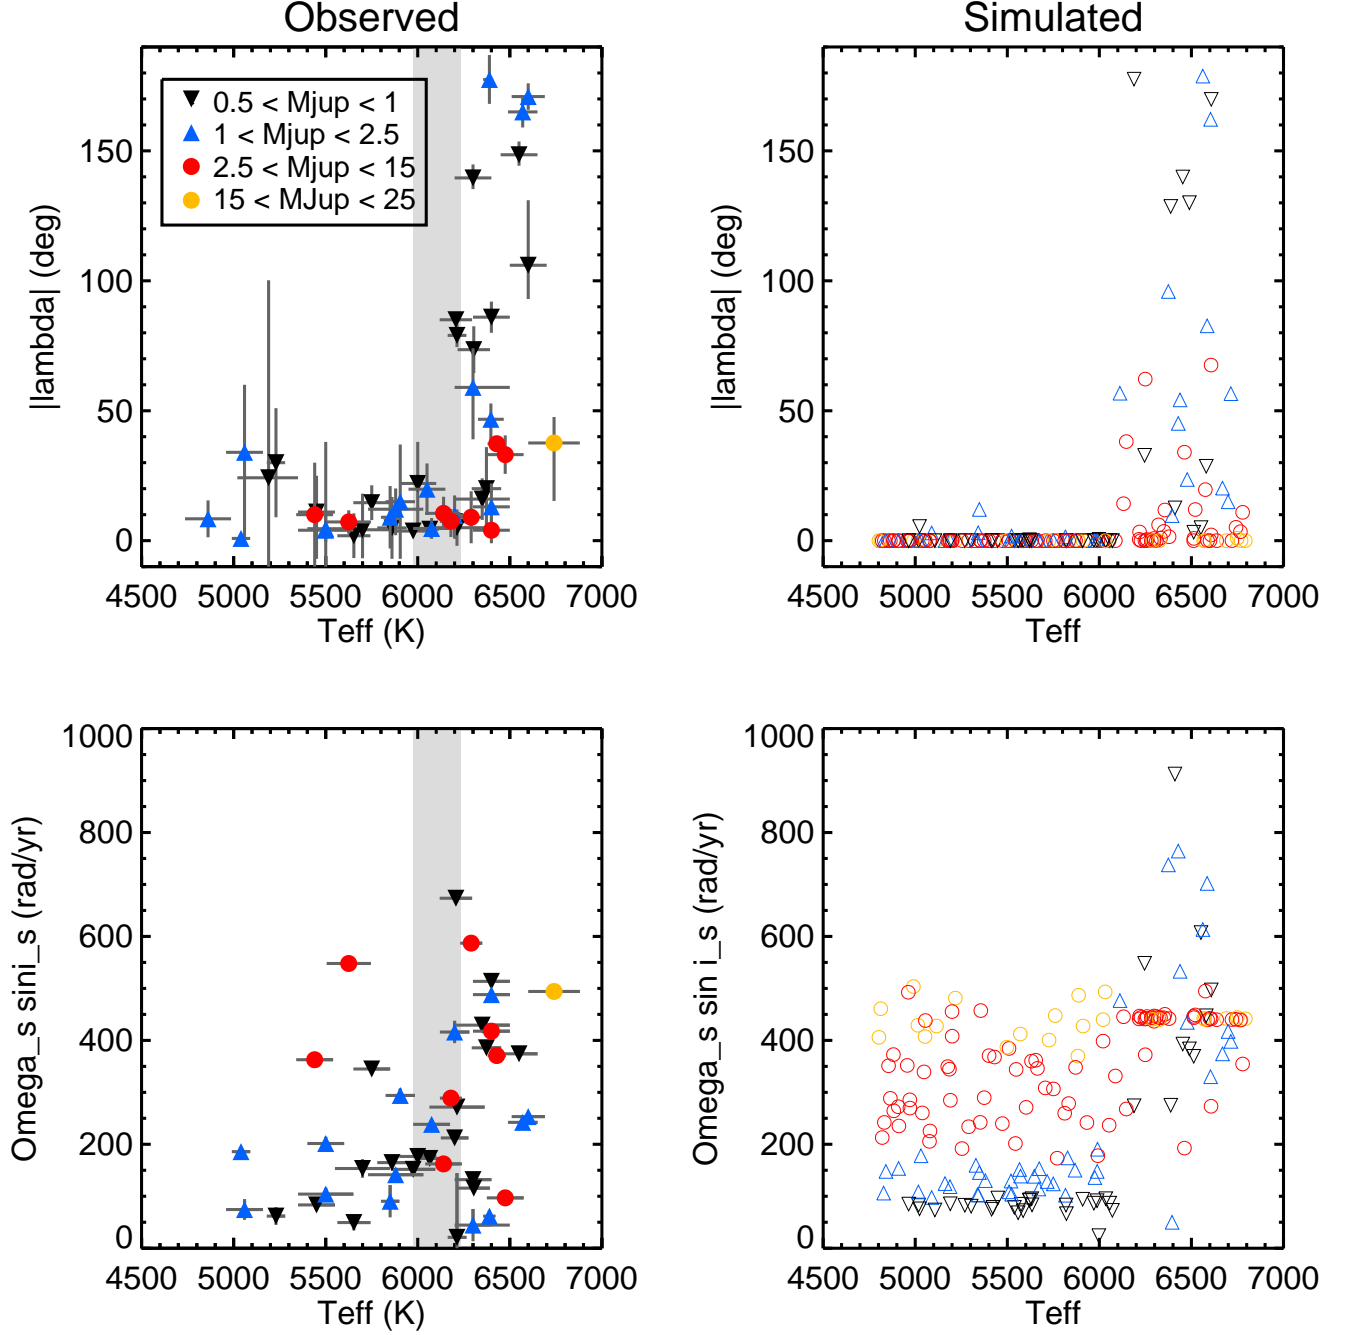 Observed
Simulated
0.5 < Mjup < 1
1 < Mjup < 2.5
2.5 < Mjup < 15
15 < MJup < 25
150
100
50
0
|lambda| (deg)
4500 5000 5500 6000 6500 7000
Teff (K)
150
100
50
0
|lambda| (deg)
4500 5000 5500 6000 6500 7000
Teff
1000
800
600
400
200
0
Omega_s sini_s (rad/yr)
4500 5000 5500 6000 6500 7000
Teff (K)
1000
800
600
400
200
0
Omega_s sin i_s (rad/yr)
4500 5000 5500 6000 6500 7000
Teff